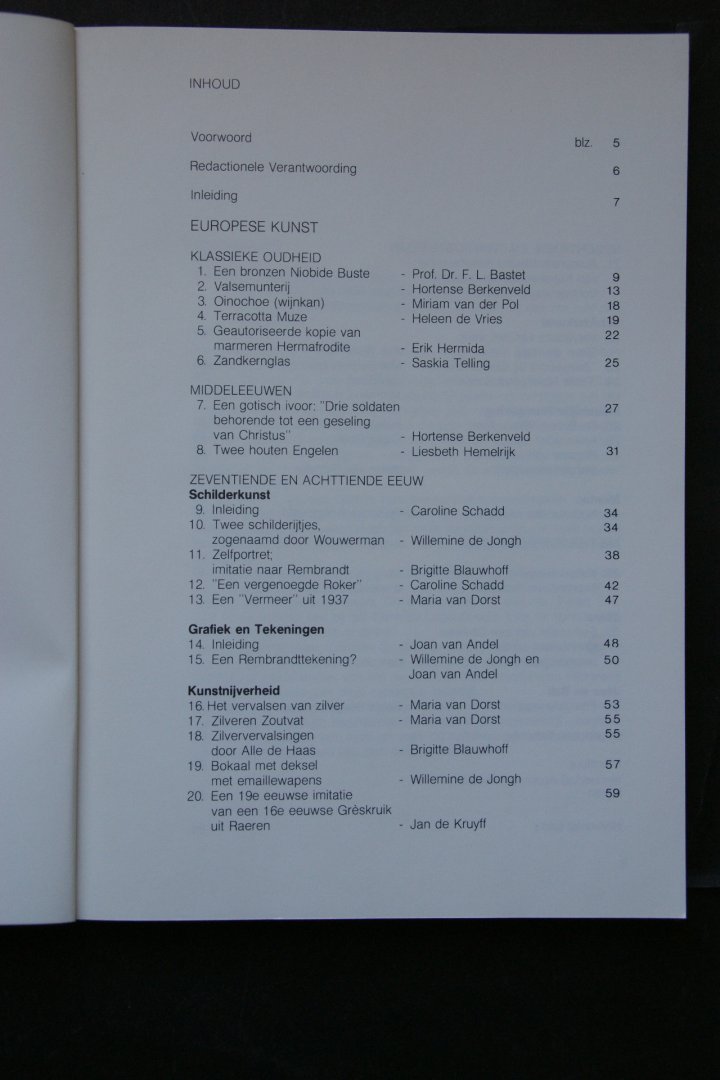 INHOUD
Voorwoord blz. 5
Redactionele Verantwoording 6
Inleiding 7
EUROPESE KUNST
KLASSIEKE OUDHEID
1. Een bronzen Niobide Buste - Prof. Dr. F. L. Bastet 9
2. Valsemunterij - Hortense Berkenveld 13
3. Oinochoe (wijnkan) - Miriam van der Pol 18
4. Terracotta Muze - Heleen de Vries 19
5. Geautoriseerde kopie van 22
marmeren Hermafrodite - Erik Hermida
6. Zandkernglas - Saskia Telling 25
MIDDELEEUWEN
7. Een gotisch ivoor: "Drie soldaten 27
behorende tot een geseling
van Christus" - Hortense Berkenveld
8. Twee houten Engelen - Liesbeth Hemelrijk 31
ZEVENTIENDE EN ACHTTIENDE EEUW
Schilderkunst
9. Inleiding - Caroline Schadd 34
10. Twee schilderijtjes, 34
zogenaamd door Wouwerman - Willemine de Jongh
11. Zelfportret; 38
imitatie naar Rembrandt - Brigitte Blauwhoff
12. "Een vergenoegde Roker" - Caroline Schadd 42
13. Een "Vermeer" uit 1937 - Maria van Dorst 47
Grafiek en Tekeningen
14. Inleiding - Joan van Andel 48
15. Een Rembrandttekening? - Willemine de Jongh en 50
Joan van Andel
Kunstnijverheid
16. Het vervalsen van zilver - Maria van Dorst 53
17. Zilveren Zoutvat - Maria van Dorst 55
18. Zilververvalsingen 55
door Alle de Haas - Brigitte Blauwhoff
19. Bokaal met deksel 57
met emaillewapens - Willemine de Jongh
20. Een 19e eeuwse imitatie 59
van een 16e eeuwse Grèskruik
uit Raeren - Jan de Kruyff